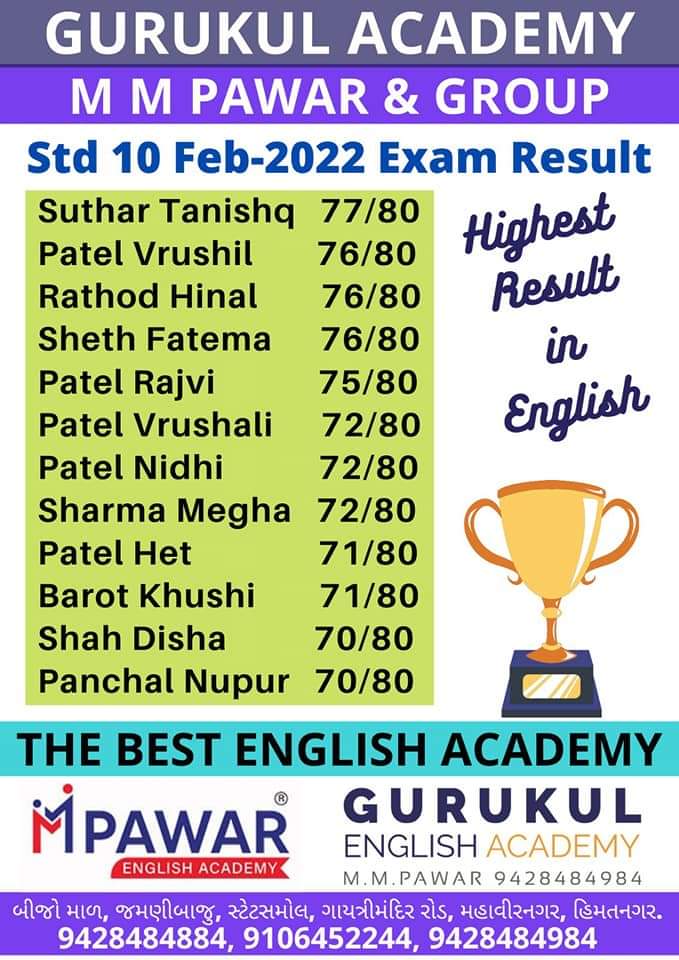 GURUKUL ACADEMY
M M PAWAR & GROUP
Std 10 Feb-2022 Exam Result
Suthar Tanishq 77/80
Patel Vrushil 76/80
Rathod Hinal 76/80
Sheth Fatema 76/80
Patel Rajvi 75/80
Patel Vrushali 72/80
Patel Nidhi 72/80
Sharma Megha 72/80
Patel Het 71/80
Barot Khushi 71/80
Shah Disha 70/80
Panchal Nupur 70/80
Highest
Result
in
English
THE BEST ENGLISH ACADEMY
M PAWAR ®
ENGLISH ACADEMY
GURUKUL
ENGLISH ACADEMY
M.M.PAWAR 9428484984
બીજો માળ, જમણીબાજુ, સ્ટેટસમોલ, ગાયત્રીમંદિર રોડ, મહાવીરનગર, હિમતનગર.
9428484884, 9106452244, 9428484984